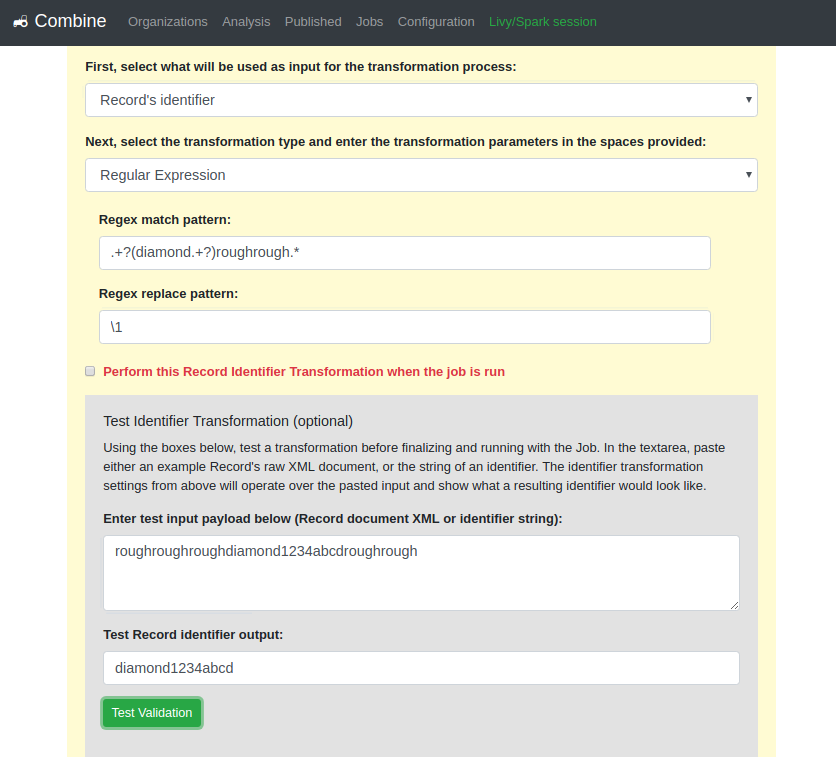 Combine Organizations Analysis Published Jobs Configuration Livy/Spark session
First, select what will be used as input for the transformation process:
Record's identifier
Next, select the transformation type and enter the transformation parameters in the spaces provided:
Regular Expression
Regex match pattern:
.+?(diamond.+?)roughrough.*
Regex replace pattern:
\1
Perform this Record Identifier Transformation when the job is run
Test Identifier Transformation (optional)
Using the boxes below, test a transformation before finalizing and running with the Job. In the textarea, paste
either an example Record's raw XML document, or the string of an identifier. The identifier transformation
settings from above will operate over the pasted input and show what a resulting identifier would look like.
Enter test input payload below (Record document XML or identifier string):
roughroughroughdiamond1234abcdroughrough
Test Record identifier output:
diamond1234abcd
Test Validation